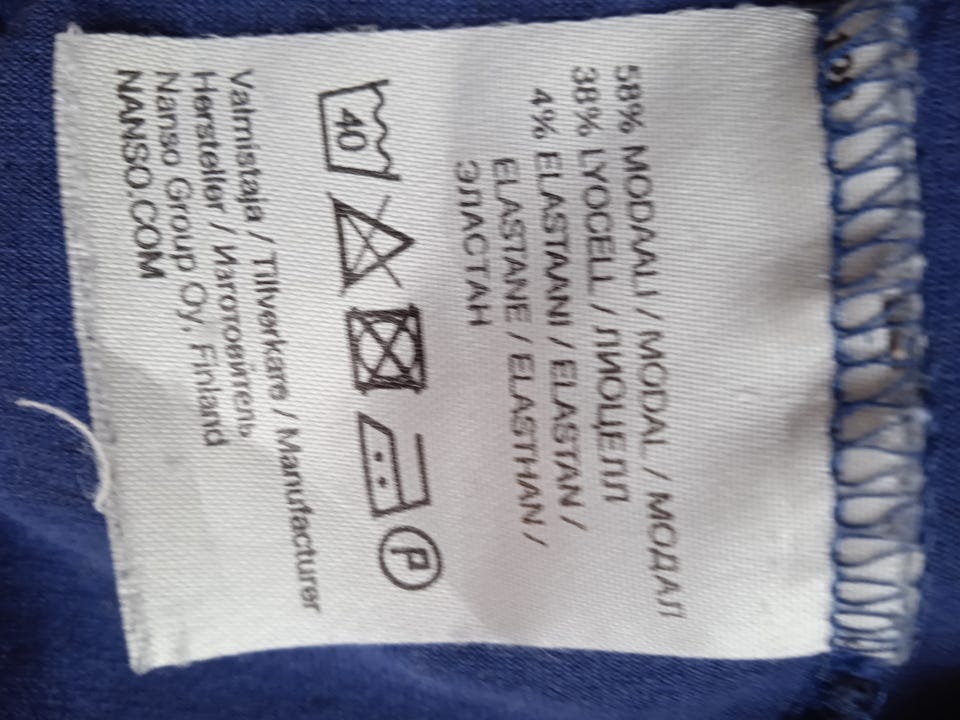 58% MODAALI / MODAL / МОДАЛ
38% LYOCELL / ЛИОЦЕЛЛ
4% ELASTAANI / ELASTAN /
ELASTANE / ELASTHAN /
ЭЛАСТАН
40
P
Valmistaja / Tillverkare / Manufacturer
Hersteller / Изготовйтель
Nanso Group Oy, Finland
NANSO.COM